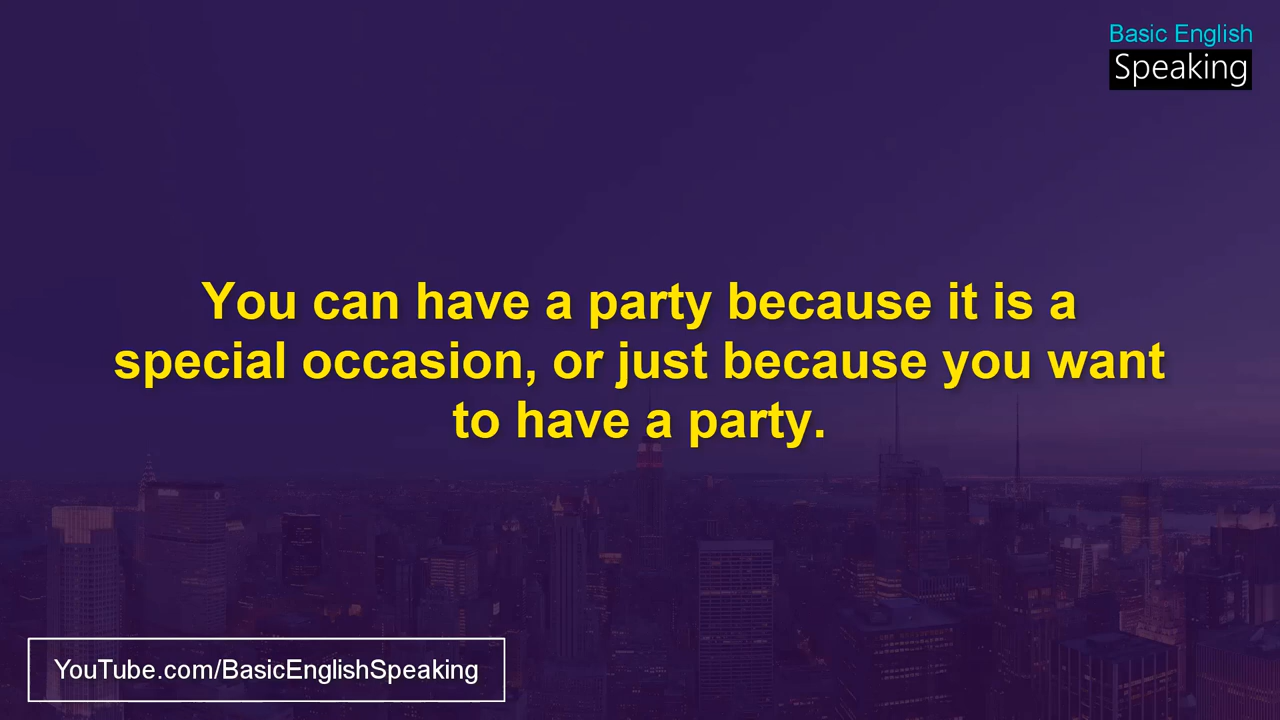 Basic English
Speaking
You can have a party because it is a
special occasion, or just because you want
to have a party.
YouTube.com/BasicEnglishSpeaking